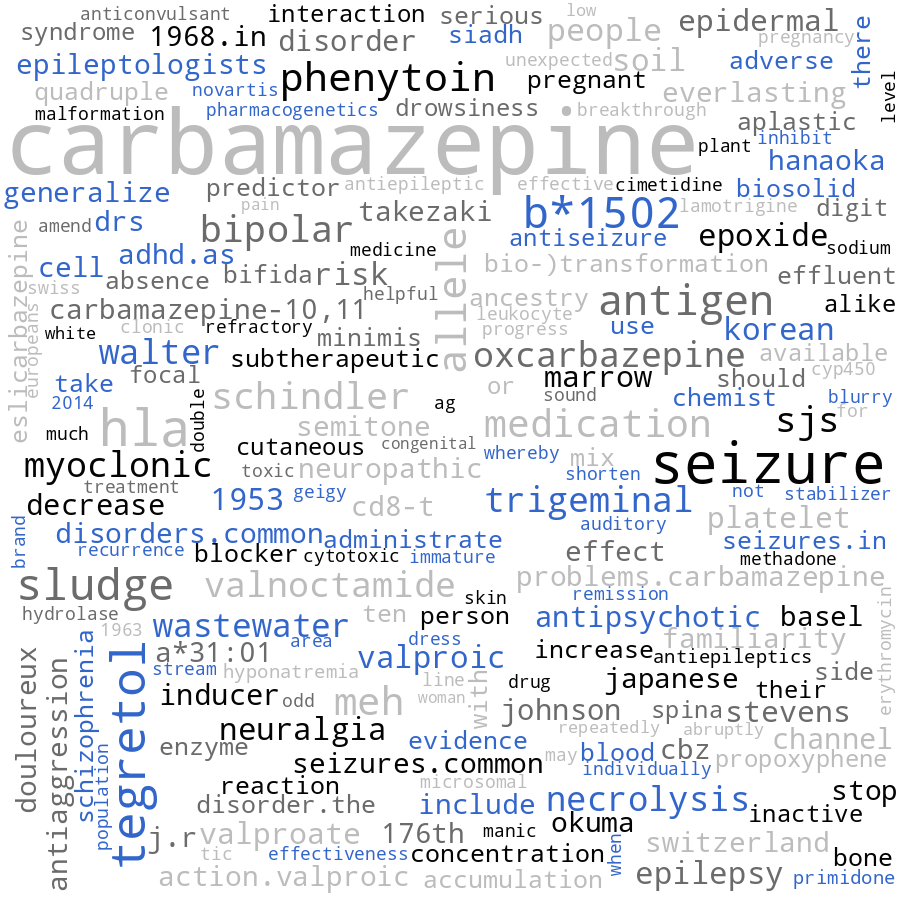 anticonvulsant interaction serious low
syndrome 1968.in disorder siadh people epidermal
pregnancy
epileptologists phenytoin unexpected soil adverse there
quadruple novartis pregnant everlasting level
malformation pharmacogenetics drowsiness breakthrough aplastic
carbamazepine plant inhibit
hanaoka
generalize predictor antiepileptic effective cimetidine biosolid
pain takezaki b*1502 lamotrigine digit
amend drs bipolar antiseizure epoxide sodium
adhd.as medicine
cell absence bifida risk allele bio-)transformation effluent
swiss helpful
eslicarbazepine carbamazepine-10,11 ancestry antigen alike
europeans white clonic refractory minimis leukocyte progress use korean
walter subtherapeutic oxcarbazepine available
take focal marrow should cyp450
2014 double schindler ag or sound chemist blurry
much hla semitone medication sjs for
cutaneous congenital whereby mix
myoclonic toxic neuropathic shorten seizure
treatment
decrease 1953 geigy cd8-t trigeminal not stabilizer
brand disorders.common administrate auditory platelet
recurrence blocker cytotoxic immature effect seizures.in
methadone
sludge valnoctamide skin problems.carbamazepine
remission
hydrolase ten person antipsychotic basel
1963 wastewater area dress familiarity erythromycin
a*31:01 valproic increase antiepileptics
stream hyponatremia line drug japanese side
schizophrenia tegretol inducer odd meh woman with their
douloureux antiaggression neuralgia johnson spina stevens
repeatedly abruptly
enzyme evidence may blood cbz channel
population seizures.common individually propoxyphene
reaction microsomal stop
disorder.the include necrolysis inactive
j.r valproate 176th manic okuma
tic effectiveness concentration when switzerland bone
action.valproic accumulation epilepsy primidone